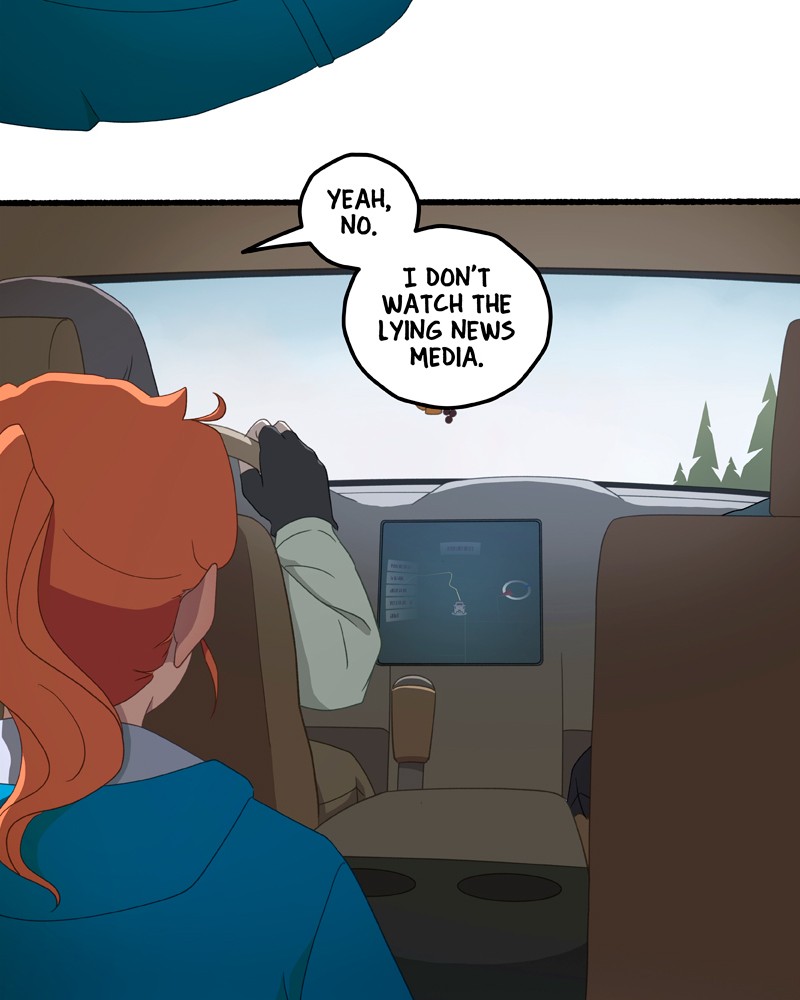 YEAH,
NO.
I DON'T
WATCH THE
LYING NEWS
MEDIA.